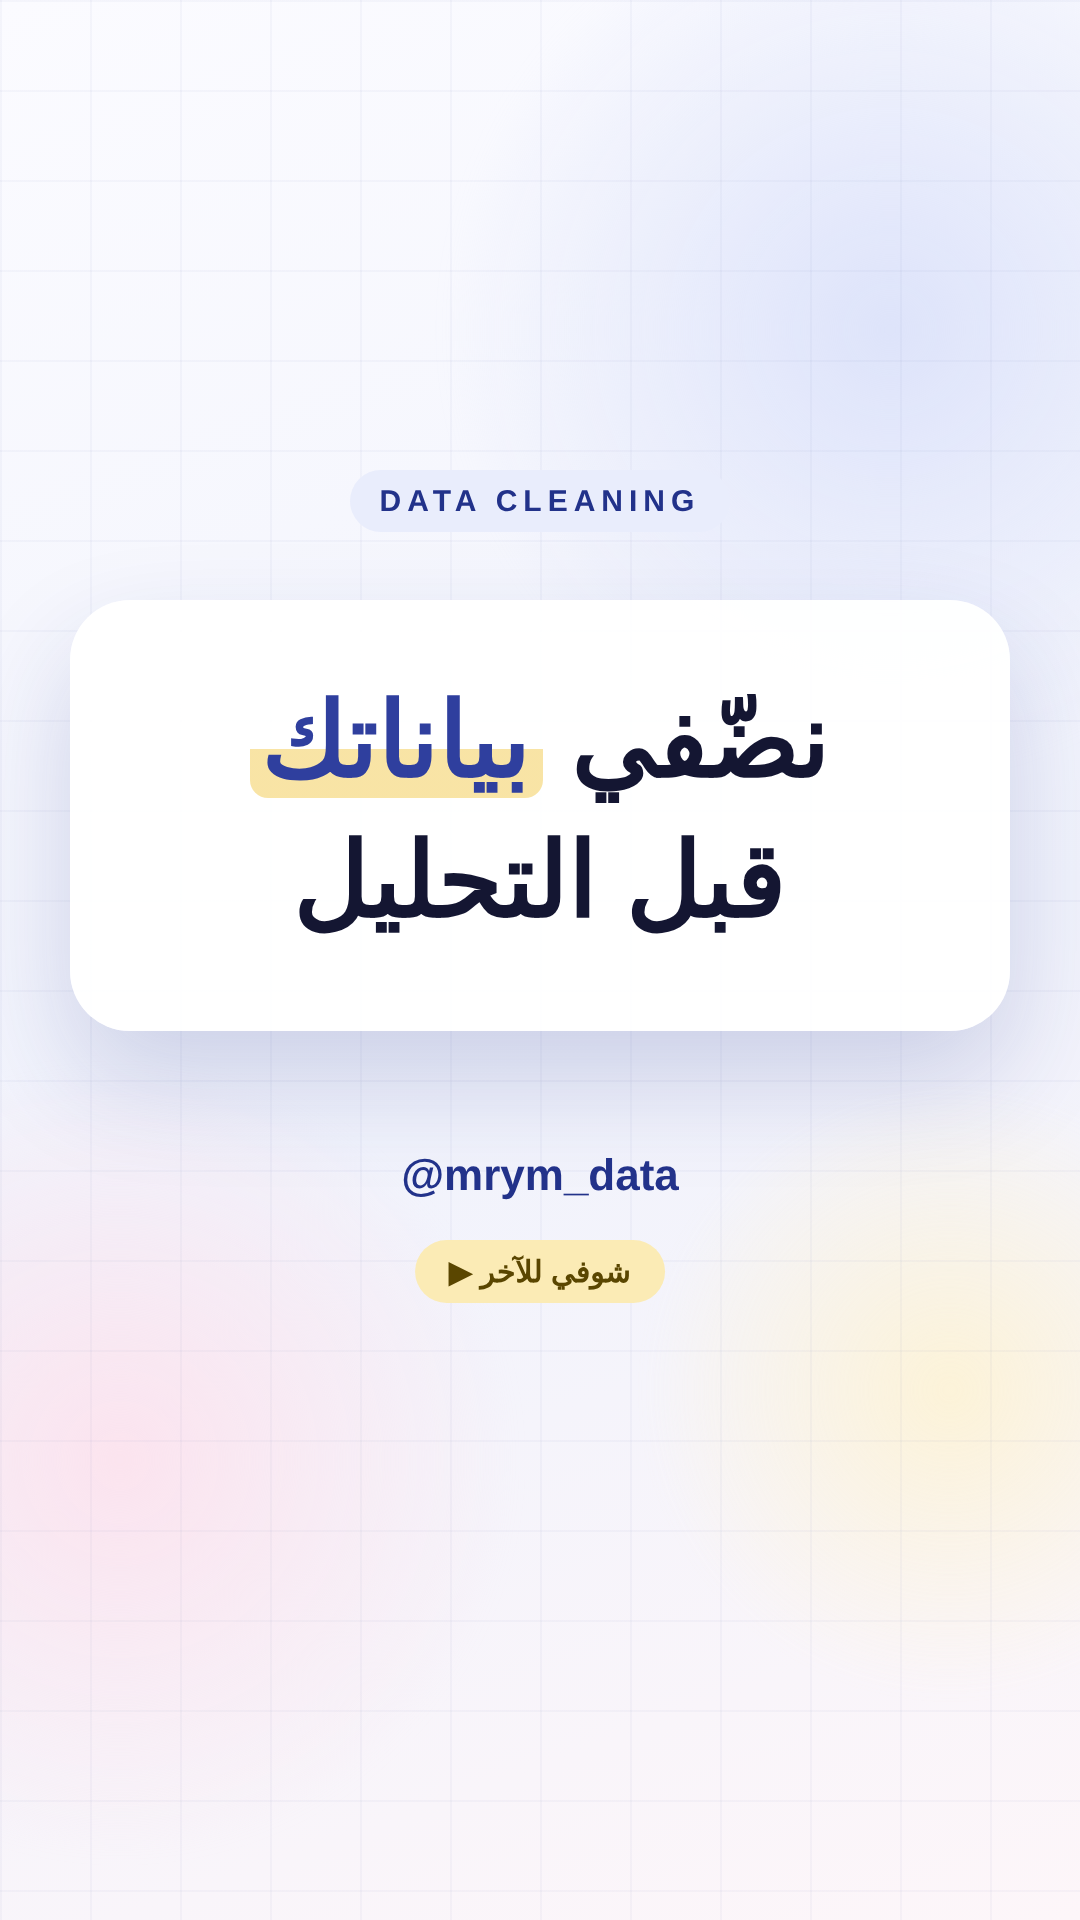 DATA CLEANING
نضّفي بياناتك
قبل التحليل
@mrym_data
شوفي للآخر ▶